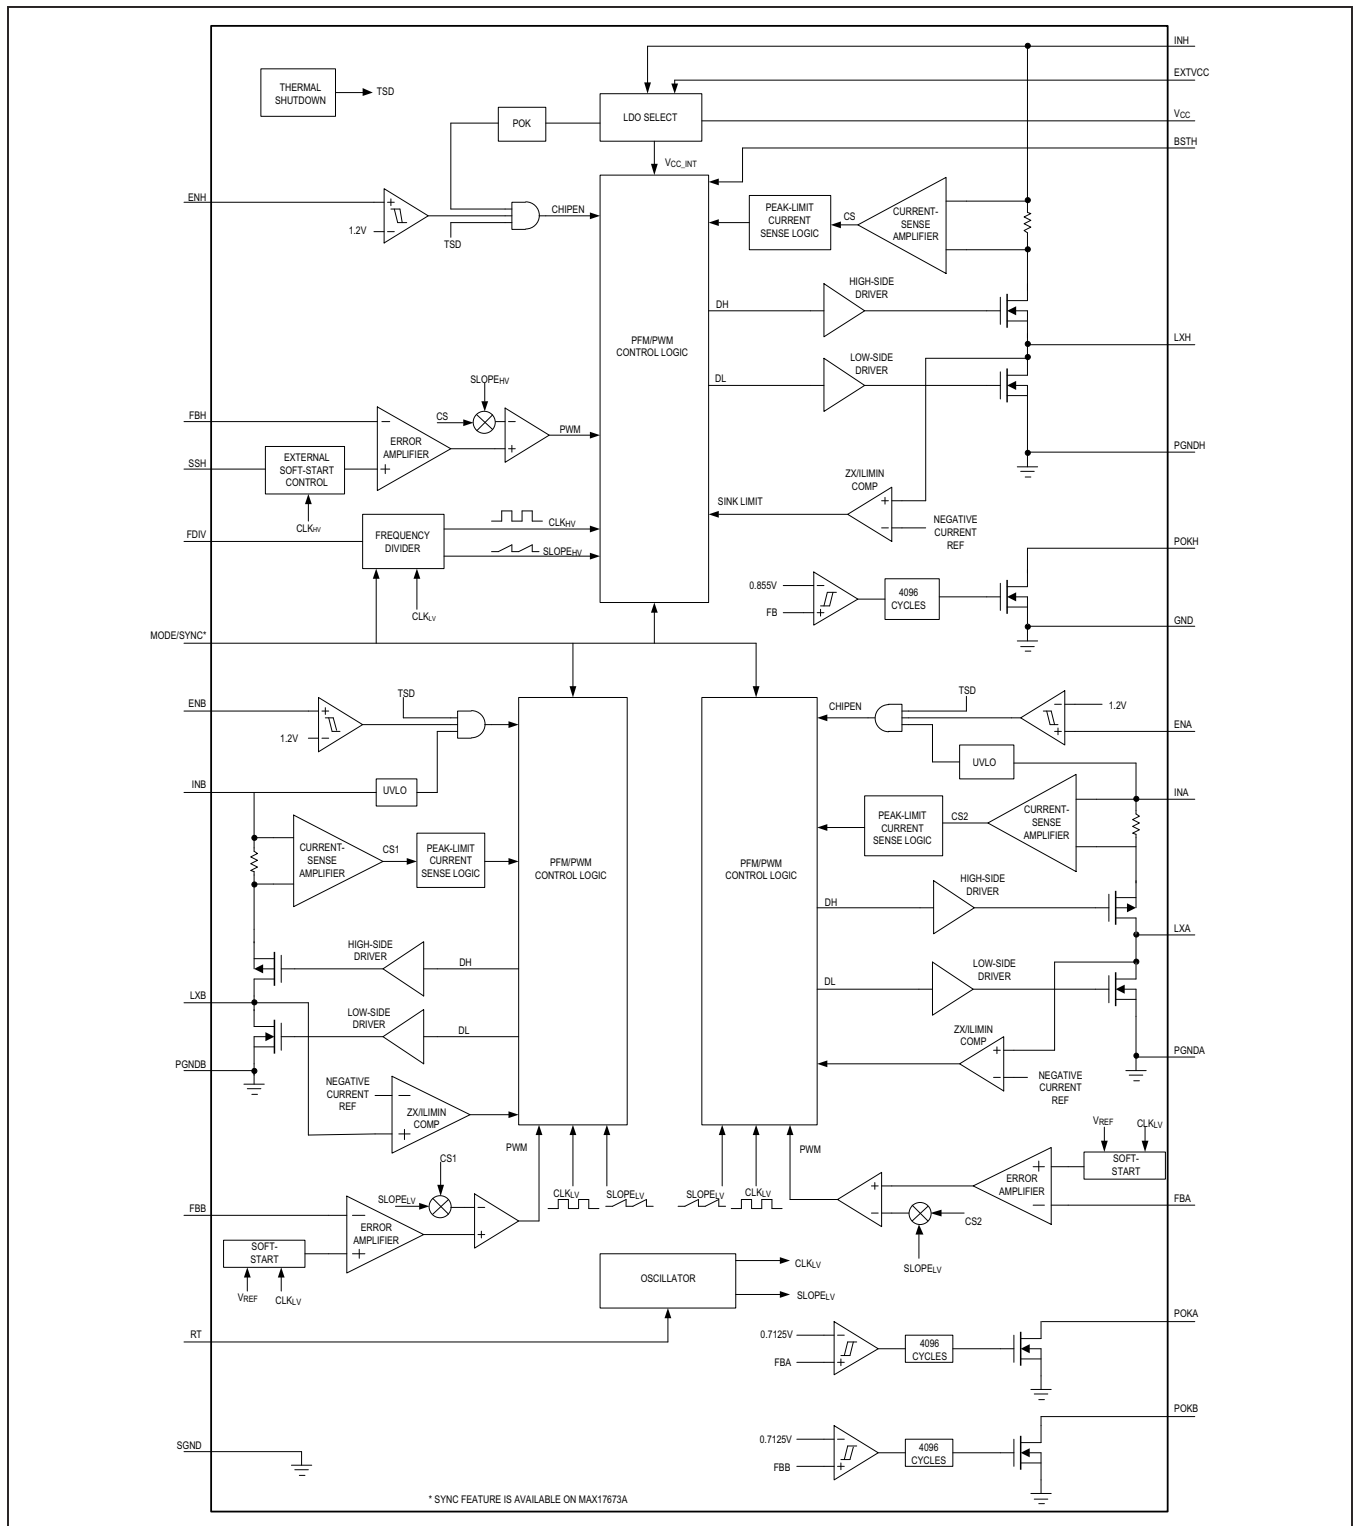 INH
EXTVCC
THERMAL
SHUTDOWN
TSD
LDO SELECT
POK
VCC
BSTH
VCC_INT
ENH
1.2V
+
−
TSD
CHIPEN
PEAK-LIMIT
CURRENT
SENSE LOGIC
CS
CURRENT-
SENSE
AMPLIFIER
HIGH-SIDE
DRIVER
DH
PFM/PWM
CONTROL LOGIC
LXH
LOW-SIDE
DRIVER
DL
SLOPEHV
CS
FBH
−
ERROR
AMPLIFIER
+
−
+
PWM
SSH
EXTERNAL
SOFT-START
CONTROL
CLKHV
PGNDH
ZX/ILIMIN
COMP
SINK LIMIT
+
−
NEGATIVE
CURRENT
REF
FDIV
FREQUENCY
DIVIDER
CLKHV
SLOPEHV
CLKLV
POKH
0.855V
−
FB
+
4096
CYCLES
GND
MODE/SYNC*
ENB
+
1.2V
−
TSD
INB
UVLO
CURRENT-
SENSE
AMPLIFIER
CS1
PEAK-LIMIT
CURRENT
SENSE LOGIC
PFM/PWM
CONTROL LOGIC
HIGH-SIDE
DRIVER
DH
LXB
LOW-SIDE
DRIVER
DL
PGNDB
NEGATIVE
CURRENT
REF
−
+
ZX/ILIMIN
COMP
PWM
CLKLV
SLOPELV
CS1
SLOPELV
FBB
−
ERROR
AMPLIFIER
+
−
+
SOFT-
START
VREF
CLKLV
CHIPEN
TSD
−
1.2V
+
ENA
UVLO
INA
PEAK-LIMIT
CURRENT
SENSE LOGIC
CS2
CURRENT-
SENSE
AMPLIFIER
PFM/PWM
CONTROL LOGIC
HIGH-SIDE
DRIVER
DH
LXA
LOW-SIDE
DRIVER
DL
ZX/ILIMIN
COMP
+
−
NEGATIVE
CURRENT
REF
PGNDA
SLOPELV
CLKLV
PWM
VREF
CLKLV
SOFT-
START
+
ERROR
AMPLIFIER
−
FBA
+
−
CS2
SLOPELV
OSCILLATOR
CLKLV
SLOPELV
RT
POKA
0.7125V
−
FBA
+
4096
CYCLES
POKB
0.7125V
−
FBB
+
4096
CYCLES
SGND
* SYNC FEATURE IS AVAILABLE ON MAX17673A